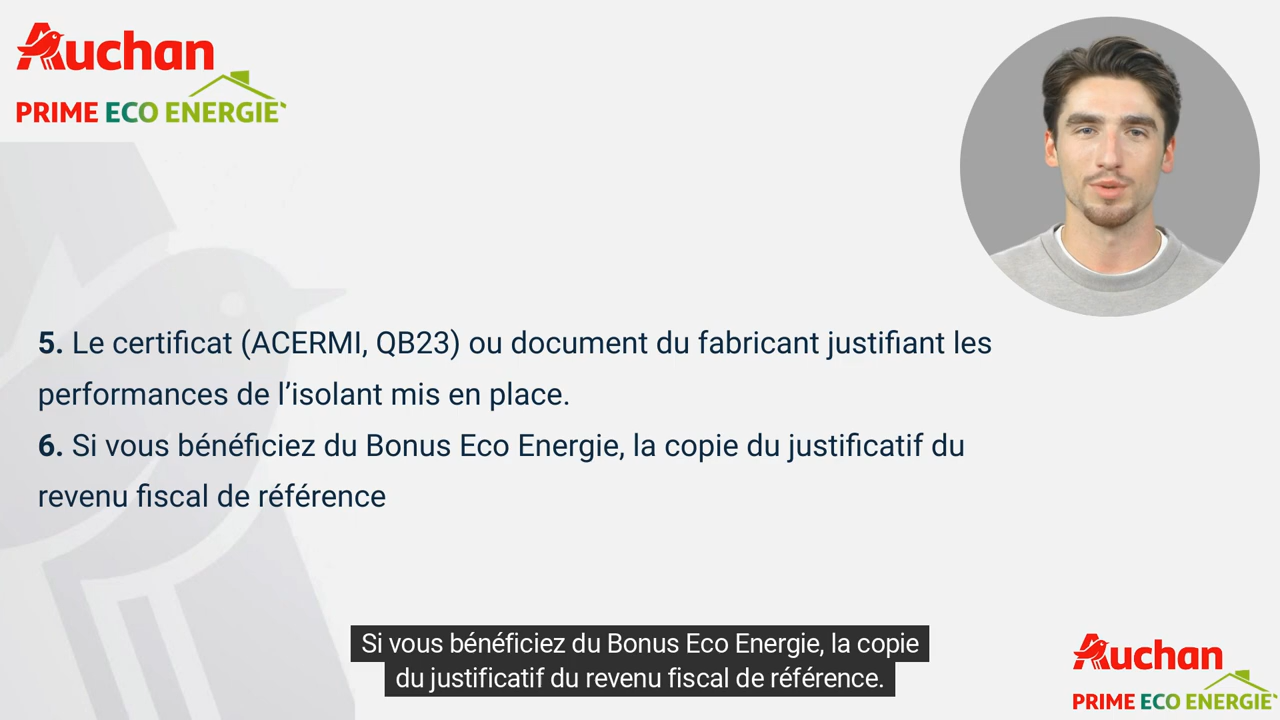 Auchan
PRIME ECO ENERGIE
5. Le certificat (ACERMI, QB23) ou document du fabricant justifiant les
performances de l’isolant mis en place.
6. Si vous bénéficiez du Bonus Eco Energie, la copie du justificatif du
revenu fiscal de référence
Si vous bénéficiez du Bonus Eco Energie, la copie
du justificatif du revenu fiscal de référence.
Auchan
PRIME ECO ENERGIE